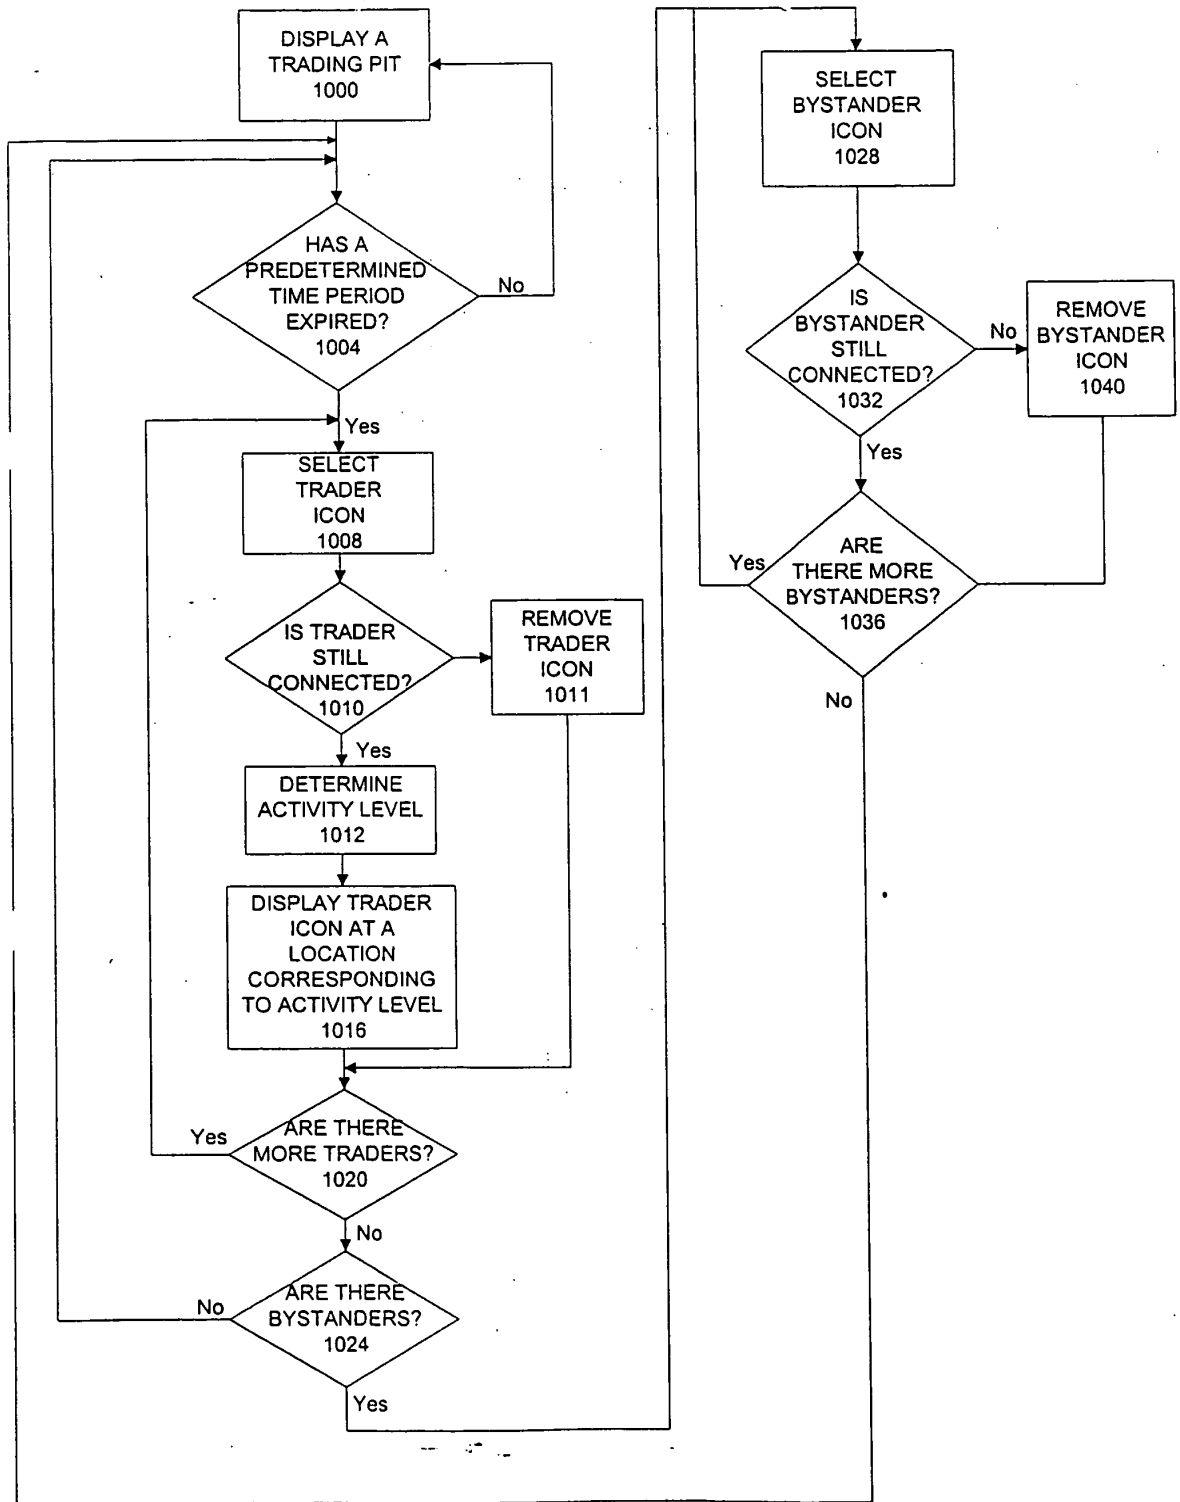 DISPLAY A
TRADING PIT
1000
HAS A
PREDETERMINED
TIME PERIOD
EXPIRED?
1004
No
Yes
SELECT
TRADER
ICON
1008
IS TRADER
STILL
CONNECTED?
1010
REMOVE
TRADER
ICON
1011
Yes
DETERMINE
ACTIVITY LEVEL
1012
DISPLAY TRADER
ICON AT A
LOCATION
CORRESPONDING
TO ACTIVITY LEVEL
1016
Yes
ARE THERE
MORE TRADERS?
1020
No
No
ARE THERE
BYSTANDERS?
1024
Yes
SELECT
BYSTANDER
ICON
1028
IS
BYSTANDER
STILL
CONNECTED?
1032
No
REMOVE
BYSTANDER
ICON
1040
Yes
Yes
ARE
THERE MORE
BYSTANDERS?
1036
No